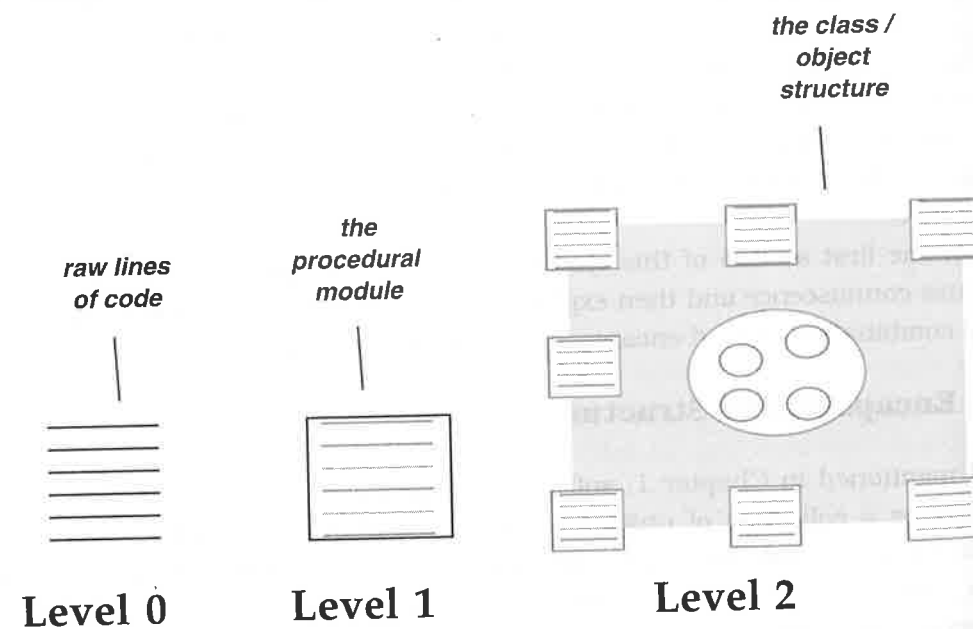 the class /
object
structure
the
procedural
module
raw lines
of code
Level 0
Level 1
Level 2